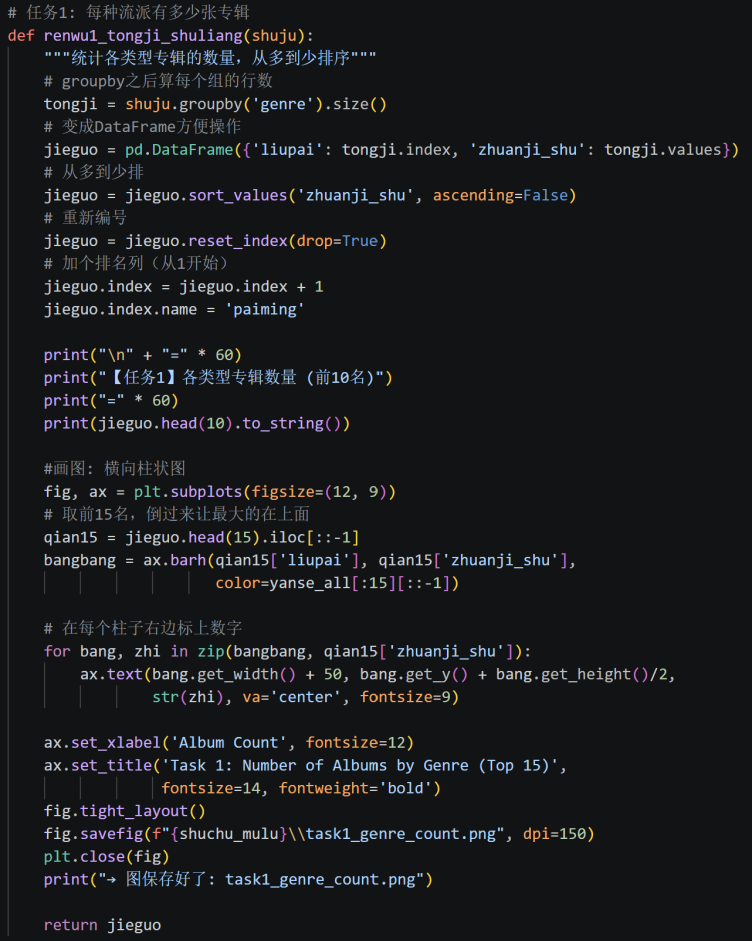 # 任务1: 每种流派有多少张专辑
def renwu1_tongji_shuliang(shuju):
    """统计各类型专辑的数量，从多到少排序"""
    # groupby之后算每个组的行数
    tongji = shuju.groupby('genre').size()
    # 变成DataFrame方便操作
    jieguo = pd.DataFrame({'liupai': tongji.index, 'zhuanji_shu': tongji.values})
    # 从多到少排
    jieguo = jieguo.sort_values('zhuanji_shu', ascending=False)
    # 重新编号
    jieguo = jieguo.reset_index(drop=True)
    # 加个排名列（从1开始）
    jieguo.index = jieguo.index + 1
    jieguo.index.name = 'paiming'

    print("\n" + "=" * 60)
    print("【任务1】各类型专辑数量 (前10名)")
    print("=" * 60)
    print(jieguo.head(10).to_string())

    #画图: 横向柱状图
    fig, ax = plt.subplots(figsize=(12, 9))
    # 取前15名，倒过来让最大的在上面
    qian15 = jieguo.head(15).iloc[::-1]
    bangbang = ax.barh(qian15['liupai'], qian15['zhuanji_shu'],
                       color=yanse_all[:15][::-1])

    # 在每个柱子右边标上数字
    for bang, zhi in zip(bangbang, qian15['zhuanji_shu']):
        ax.text(bang.get_width() + 50, bang.get_y() + bang.get_height()/2,
                str(zhi), va='center', fontsize=9)

    ax.set_xlabel('Album Count', fontsize=12)
    ax.set_title('Task 1: Number of Albums by Genre (Top 15)',
                 fontsize=14, fontweight='bold')
    fig.tight_layout()
    fig.savefig(f"{shuchu_mulu}\\task1_genre_count.png", dpi=150)
    plt.close(fig)
    print("→ 图保存好了: task1_genre_count.png")

    return jieguo